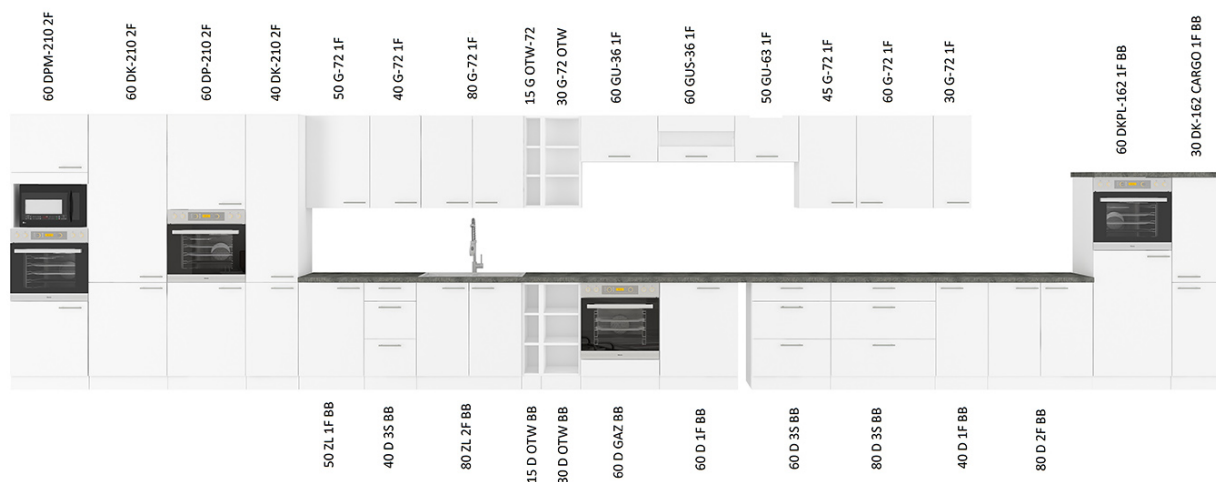 60 DPM-210 2F
60 DK-210 2F
60 DP-210 2F
40 DK-210 2F
50 G-72 1F
40 G-72 1F
80 G-72 1F
15 G OTW-72
30 G-72 OTW
60 GU-36 1F
60 GUS-36 1F
50 GU-63 1F
45 G-72 1F
60 G-72 1F
30 G-72 1F
60 DKPL-162 1F BB
30 DK-162 CARGO 1F BB
50 ZL 1F BB
40 D 3S BB
80 ZL 2F BB
15 D OTW BB
30 D OTW BB
60 D GAZ BB
60 D 1F BB
60 D 3S BB
80 D 3S BB
40 D 1F BB
80 D 2F BB